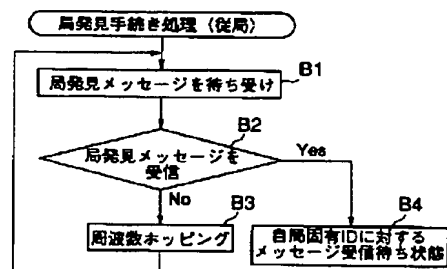 局発見手続き処理（従局）
局発見メッセージを待ち受け
B1
局発見メッセージを
受信
B2
Yes
No
B3
周波数ホッピング
B4
自局固有IDに対する
メッセージ受信待ち状態